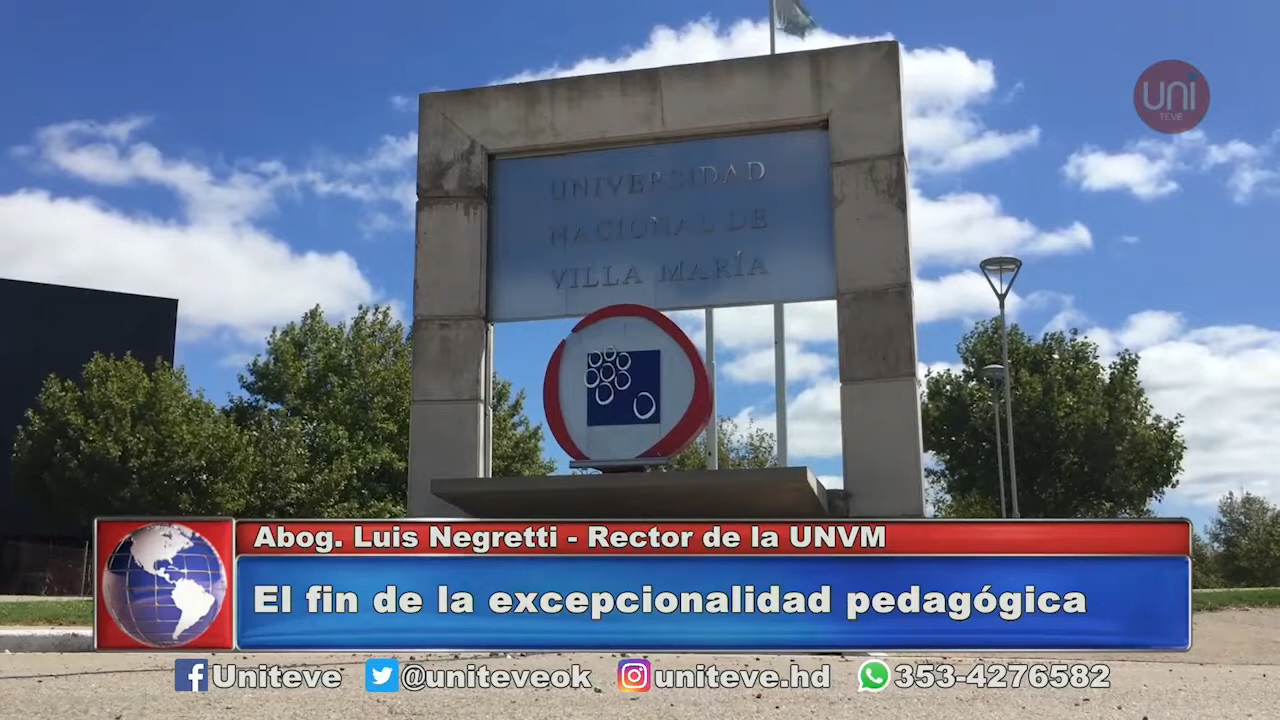 UNI
TEVE
UNIVERSIDAD
NACIONAL DE
VILLA MARÍA
Abog. Luis Negretti - Rector de la UNVM
El fin de la excepcionalidad pedagógica
Uniteve @uniteveok uniteve.hd 353-4276582